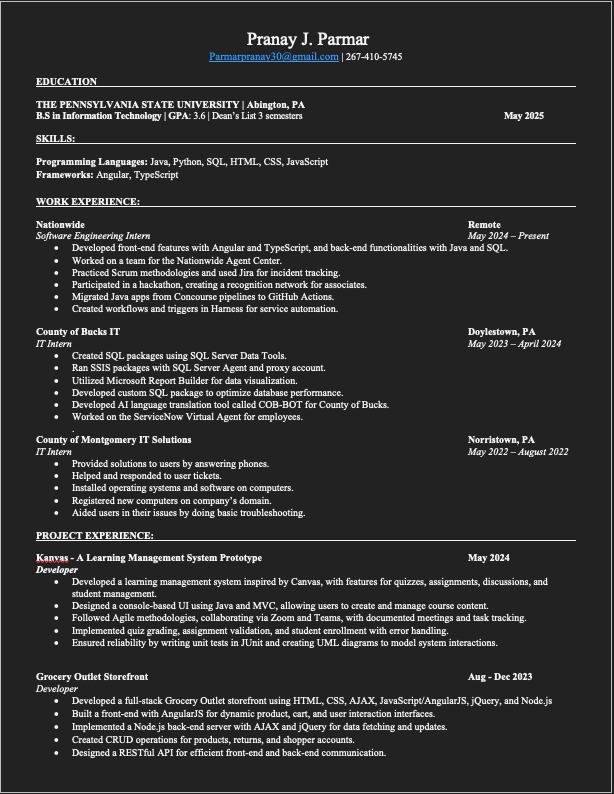 Pranay J. Parmar
Parmarpranay30@gmail.com | 267-410-5745
EDUCATION
THE PENNSYLVANIA STATE UNIVERSITY | Abington, PA
B.S in Information Technology | GPA: 3.6 | Dean's List 3 semesters May 2025
SKILLS:
Programming Languages: Java, Python, SQL, HTML, CSS, JavaScript
Frameworks: Angular, TypeScript
WORK EXPERIENCE:
Nationwide Remote
Software Engineering Intern May 2024 – Present
• Developed front-end features with Angular and TypeScript, and back-end functionalities with Java and SQL.
• Worked on a team for the Nationwide Agent Center.
• Practiced Scrum methodologies and used Jira for incident tracking.
• Participated in a hackathon, creating a recognition network for associates.
• Migrated Java apps from Concourse pipelines to GitHub Actions.
• Created workflows and triggers in Harness for service automation.
County of Bucks IT Doylestown, PA
IT Intern May 2023 – April 2024
• Created SQL packages using SQL Server Data Tools.
• Ran SSIS packages with SQL Server Agent and proxy account.
• Utilized Microsoft Report Builder for data visualization.
• Developed custom SQL package to optimize database performance.
• Developed AI language translation tool called COB-BOT for County of Bucks.
• Worked on the ServiceNow Virtual Agent for employees.
.
County of Montgomery IT Solutions Norristown, PA
IT Intern May 2022 – August 2022
• Provided solutions to users by answering phones.
• Helped and responded to user tickets.
• Installed operating systems and software on computers.
• Registered new computers on company's domain.
• Aided users in their issues by doing basic troubleshooting.
PROJECT EXPERIENCE:
Kanvas - A Learning Management System Prototype May 2024
Developer
• Developed a learning management system inspired by Canvas, with features for quizzes, assignments, discussions, and
student management.
• Designed a console-based UI using Java and MVC, allowing users to create and manage course content.
• Followed Agile methodologies, collaborating via Zoom and Teams, with documented meetings and task tracking.
• Implemented quiz grading, assignment validation, and student enrollment with error handling.
• Ensured reliability by writing unit tests in JUnit and creating UML diagrams to model system interactions.
Grocery Outlet Storefront Aug - Dec 2023
Developer
• Developed a full-stack Grocery Outlet storefront using HTML, CSS, AJAX, JavaScript/AngularJS, jQuery, and Node.js
• Built a front-end with AngularJS for dynamic product, cart, and user interaction interfaces.
• Implemented a Node.js back-end server with AJAX and jQuery for data fetching and updates.
• Created CRUD operations for products, returns, and shopper accounts.
• Designed a RESTful API for efficient front-end and back-end communication.